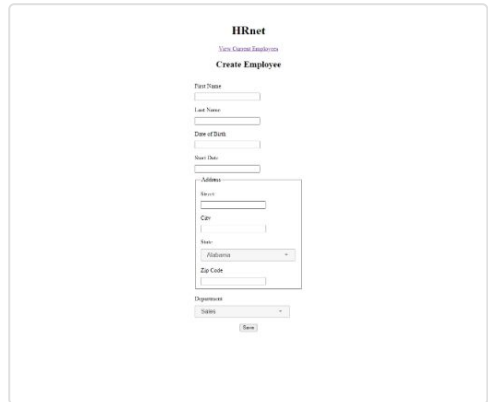 HRnet
View Current Employees
Create Employee
First Name
Last Name
Date of Birth
Start Date
Address
Street
City
State
Alabama
Zip Code
Department
Sales
Save